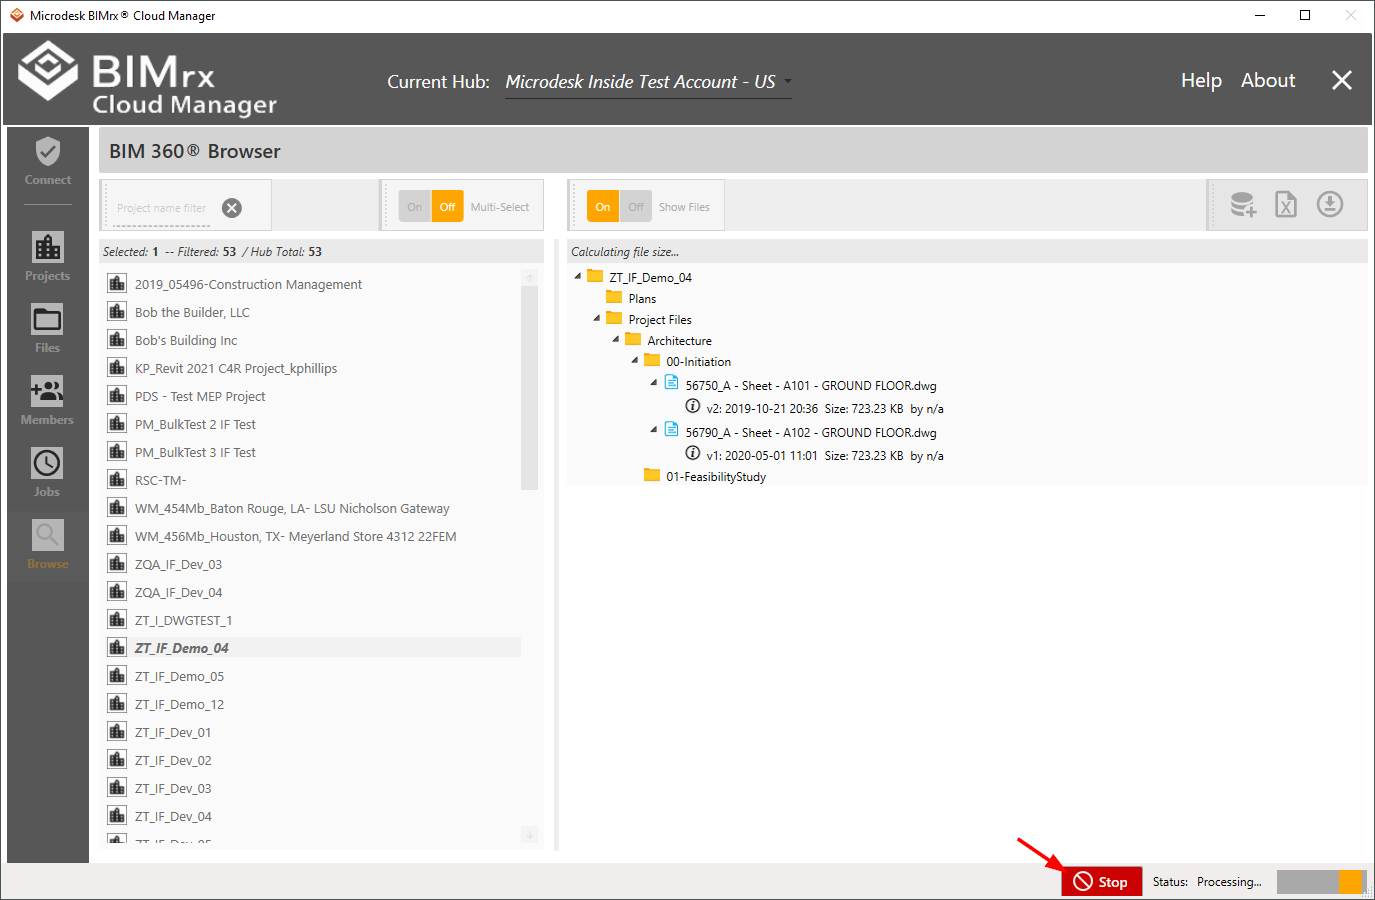 Microdesk BIMrx® Cloud Manager
BIMrx
Cloud Manager
Current Hub: Microdesk Inside Test Account - US
Help About
Connect
Projects
Files
Members
Jobs
Browse
BIM 360® Browser
Project name filter
On Off Multi-Select
On Off Show Files
Selected: 1 -- Filtered: 53 / Hub Total: 53
2019_05496-Construction Management
Bob the Builder, LLC
Bob's Building Inc
KP_Revit 2021 C4R Project_kphillips
PDS - Test MEP Project
PM_BulkTest 2 IF Test
PM_BulkTest 3 IF Test
RSC-TM-
WM_454Mb_Baton Rouge, LA- LSU Nicholson Gateway
WM_456Mb_Houston, TX- Meyerland Store 4312 22FEM
ZQA_IF_Dev_03
ZQA_IF_Dev_04
ZT_I_DWGTEST_1
ZT_IF_Demo_04
ZT_IF_Demo_05
ZT_IF_Demo_12
ZT_IF_Dev_01
ZT_IF_Dev_02
ZT_IF_Dev_03
ZT_IF_Dev_04
ZT_IF_Dev_05
Calculating file size...
ZT_IF_Demo_04
Plans
Project Files
Architecture
00-Initiation
56750_A - Sheet - A101 - GROUND FLOOR.dwg
v2: 2019-10-21 20:36 Size: 723.23 KB by n/a
56790_A - Sheet - A102 - GROUND FLOOR.dwg
v1: 2020-05-01 11:01 Size: 723.23 KB by n/a
01-FeasibilityStudy
Stop
Status: Processing...